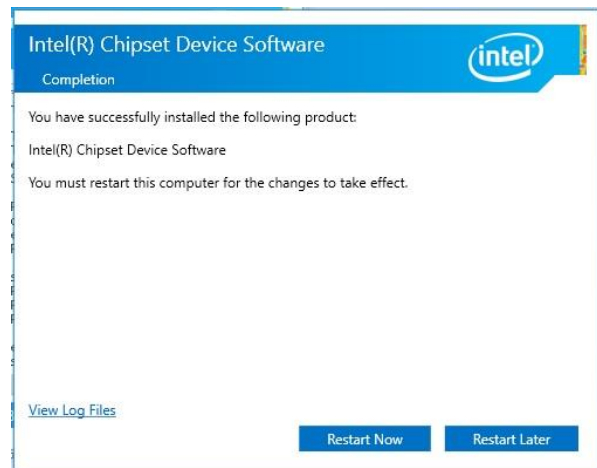 Intel(R) Chipset Device Software
intel
Completion
You have successfully installed the following product:
Intel(R) Chipset Device Software
You must restart this computer for the changes to take effect.
View Log Files
Restart Now
Restart Later